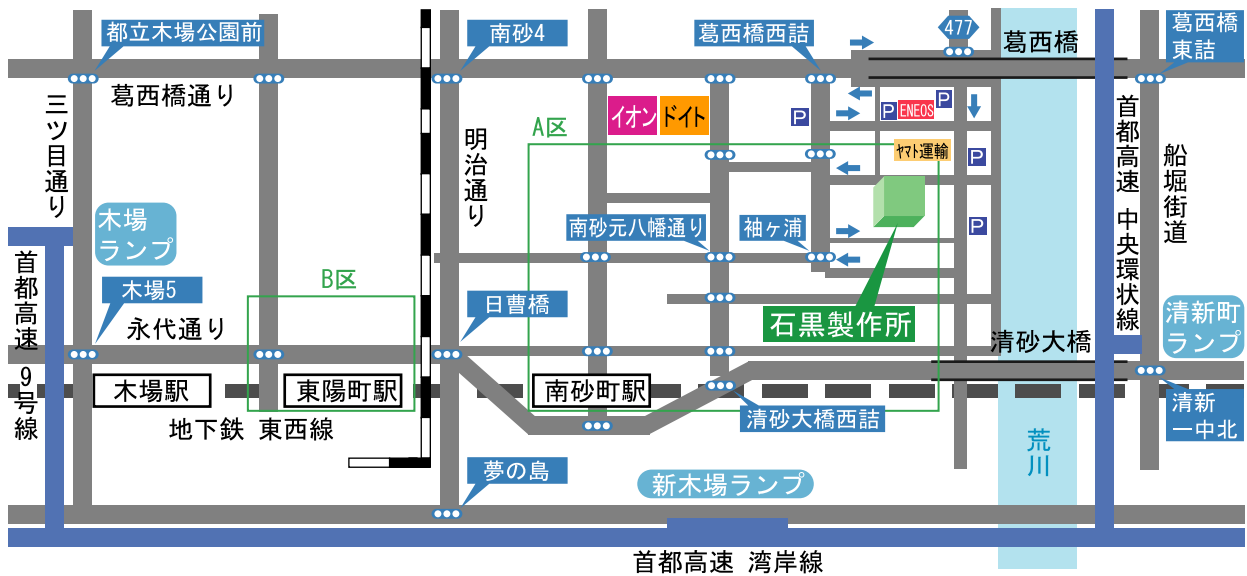 都立木場公園前
南砂4
葛西橋西詰
477
葛西橋
葛西橋
東詰
葛西橋通り
三ツ目通り
明治通り
イオン
ドイト
A区
P
P
ENEOS
P
P
P
ヤマト運輸
首都高速 中央環状線
船堀街道
木場
ランプ
南砂元八幡通り
袖ヶ浦
首都高速 9号線
木場5
永代通り
B区
日曹橋
石黒製作所
清砂大橋
清新町
ランプ
木場駅
東陽町駅
南砂町駅
地下鉄 東西線
清砂大橋西詰
清新
一中北
荒川
夢の島
新木場ランプ
首都高速 湾岸線